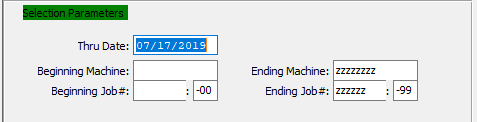 Selection Parameters
Thru Date: 07/17/2019
Beginning Machine: Ending Machine: zzzzzzzz
Beginning Job#: : -00 Ending Job#: zzzzzz : -99